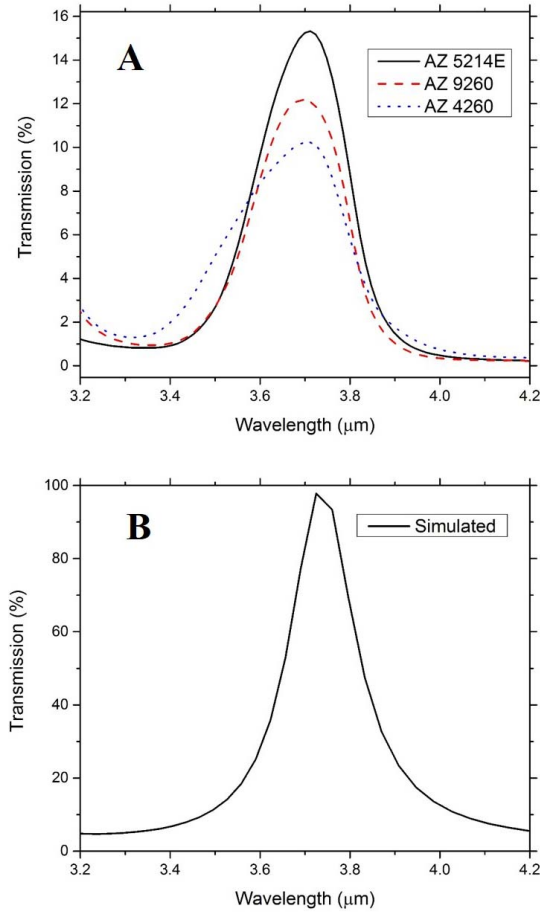 16
14
12
10
8
6
4
2
0
Transmission (%)
A
AZ 5214E
AZ 9260
AZ 4260
3.2 3.4 3.6 3.8 4.0 4.2
Wavelength (μm)
100
80
60
40
20
0
Transmission (%)
B
Simulated
3.2 3.4 3.6 3.8 4.0 4.2
Wavelength (μm)